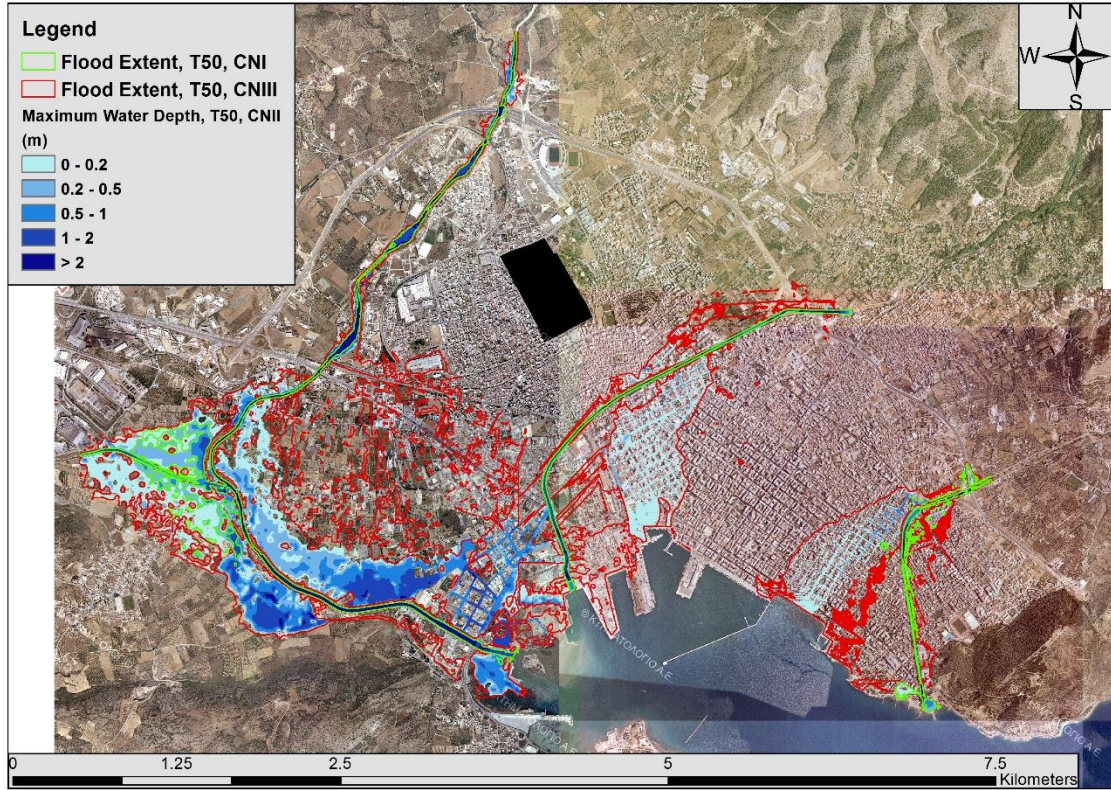 Legend
Flood Extent, T50, CNI
Flood Extent, T50, CNIII
Maximum Water Depth, T50, CNII
(m)
0 - 0.2
0.2 - 0.5
0.5 - 1
1 - 2
> 2
N
W
E
S
© ΚΤΗΜΑΤΟΛΟΓΙΟ Α.Ε.
0 1.25 2.5 5 7.5
Kilometers